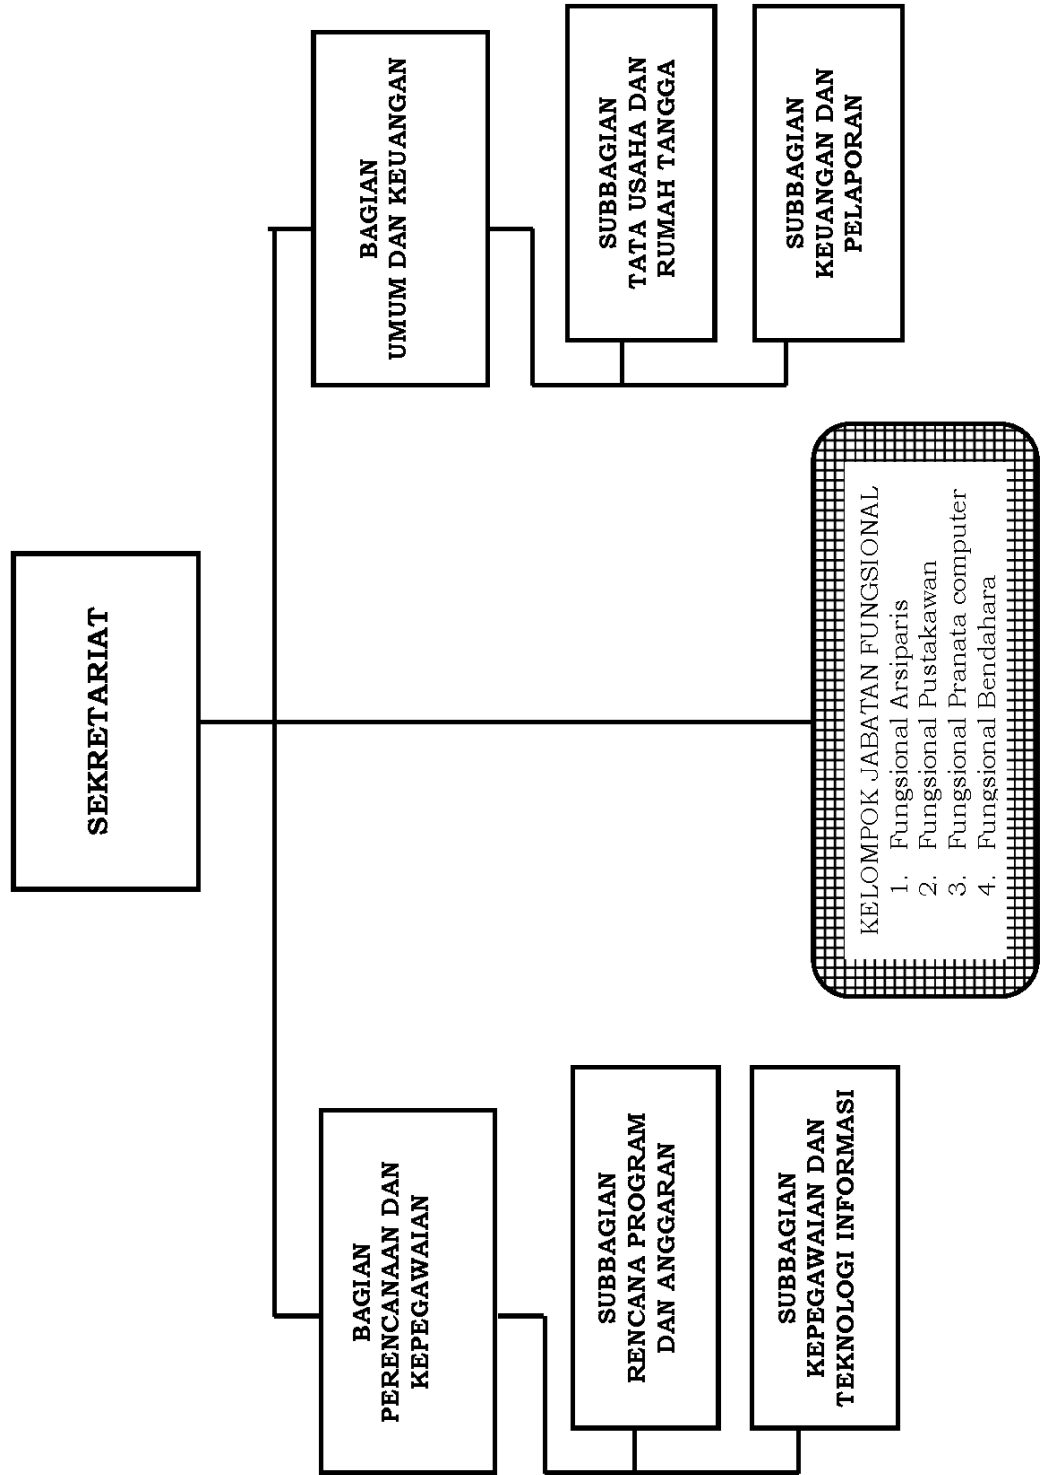 SEKRETARIAT
BAGIAN
PERENCANAAN DAN
KEPEGAWAIAN
BAGIAN
UMUM DAN KEUANGAN
SUBBAGIAN
RENCANA PROGRAM
DAN ANGGARAN
SUBBAGIAN
KEPEGAWAIAN DAN
TEKNOLOGI INFORMASI
KELOMPOK JABATAN FUNGSIONAL
1. Fungsional Arsiparis
2. Fungsional Pustakawan
3. Fungsional Pranata computer
4. Fungsional Bendahara
SUBBAGIAN
TATA USAHA DAN
RUMAH TANGGA
SUBBAGIAN
KEUANGAN DAN
PELAPORAN